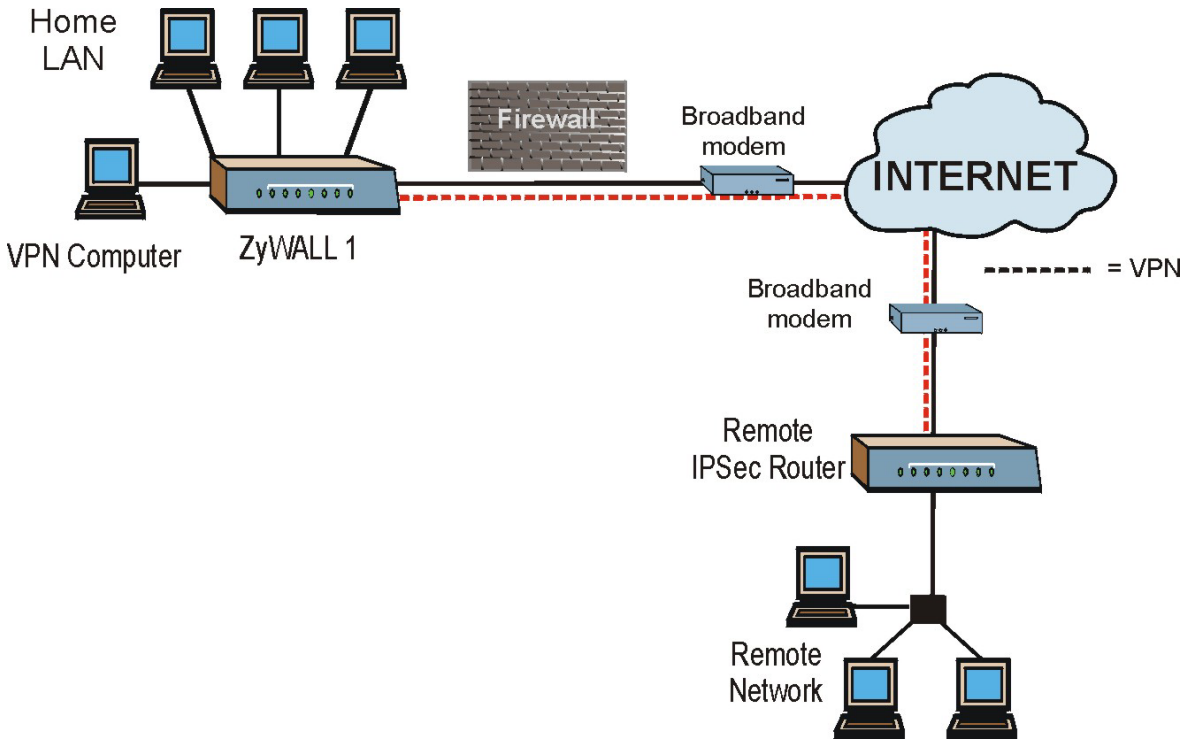 Home
LAN
Firewall
Broadband
modem
INTERNET
VPN Computer
ZyWALL 1
= VPN
Broadband
modem
Remote
IPSec Router
Remote
Network